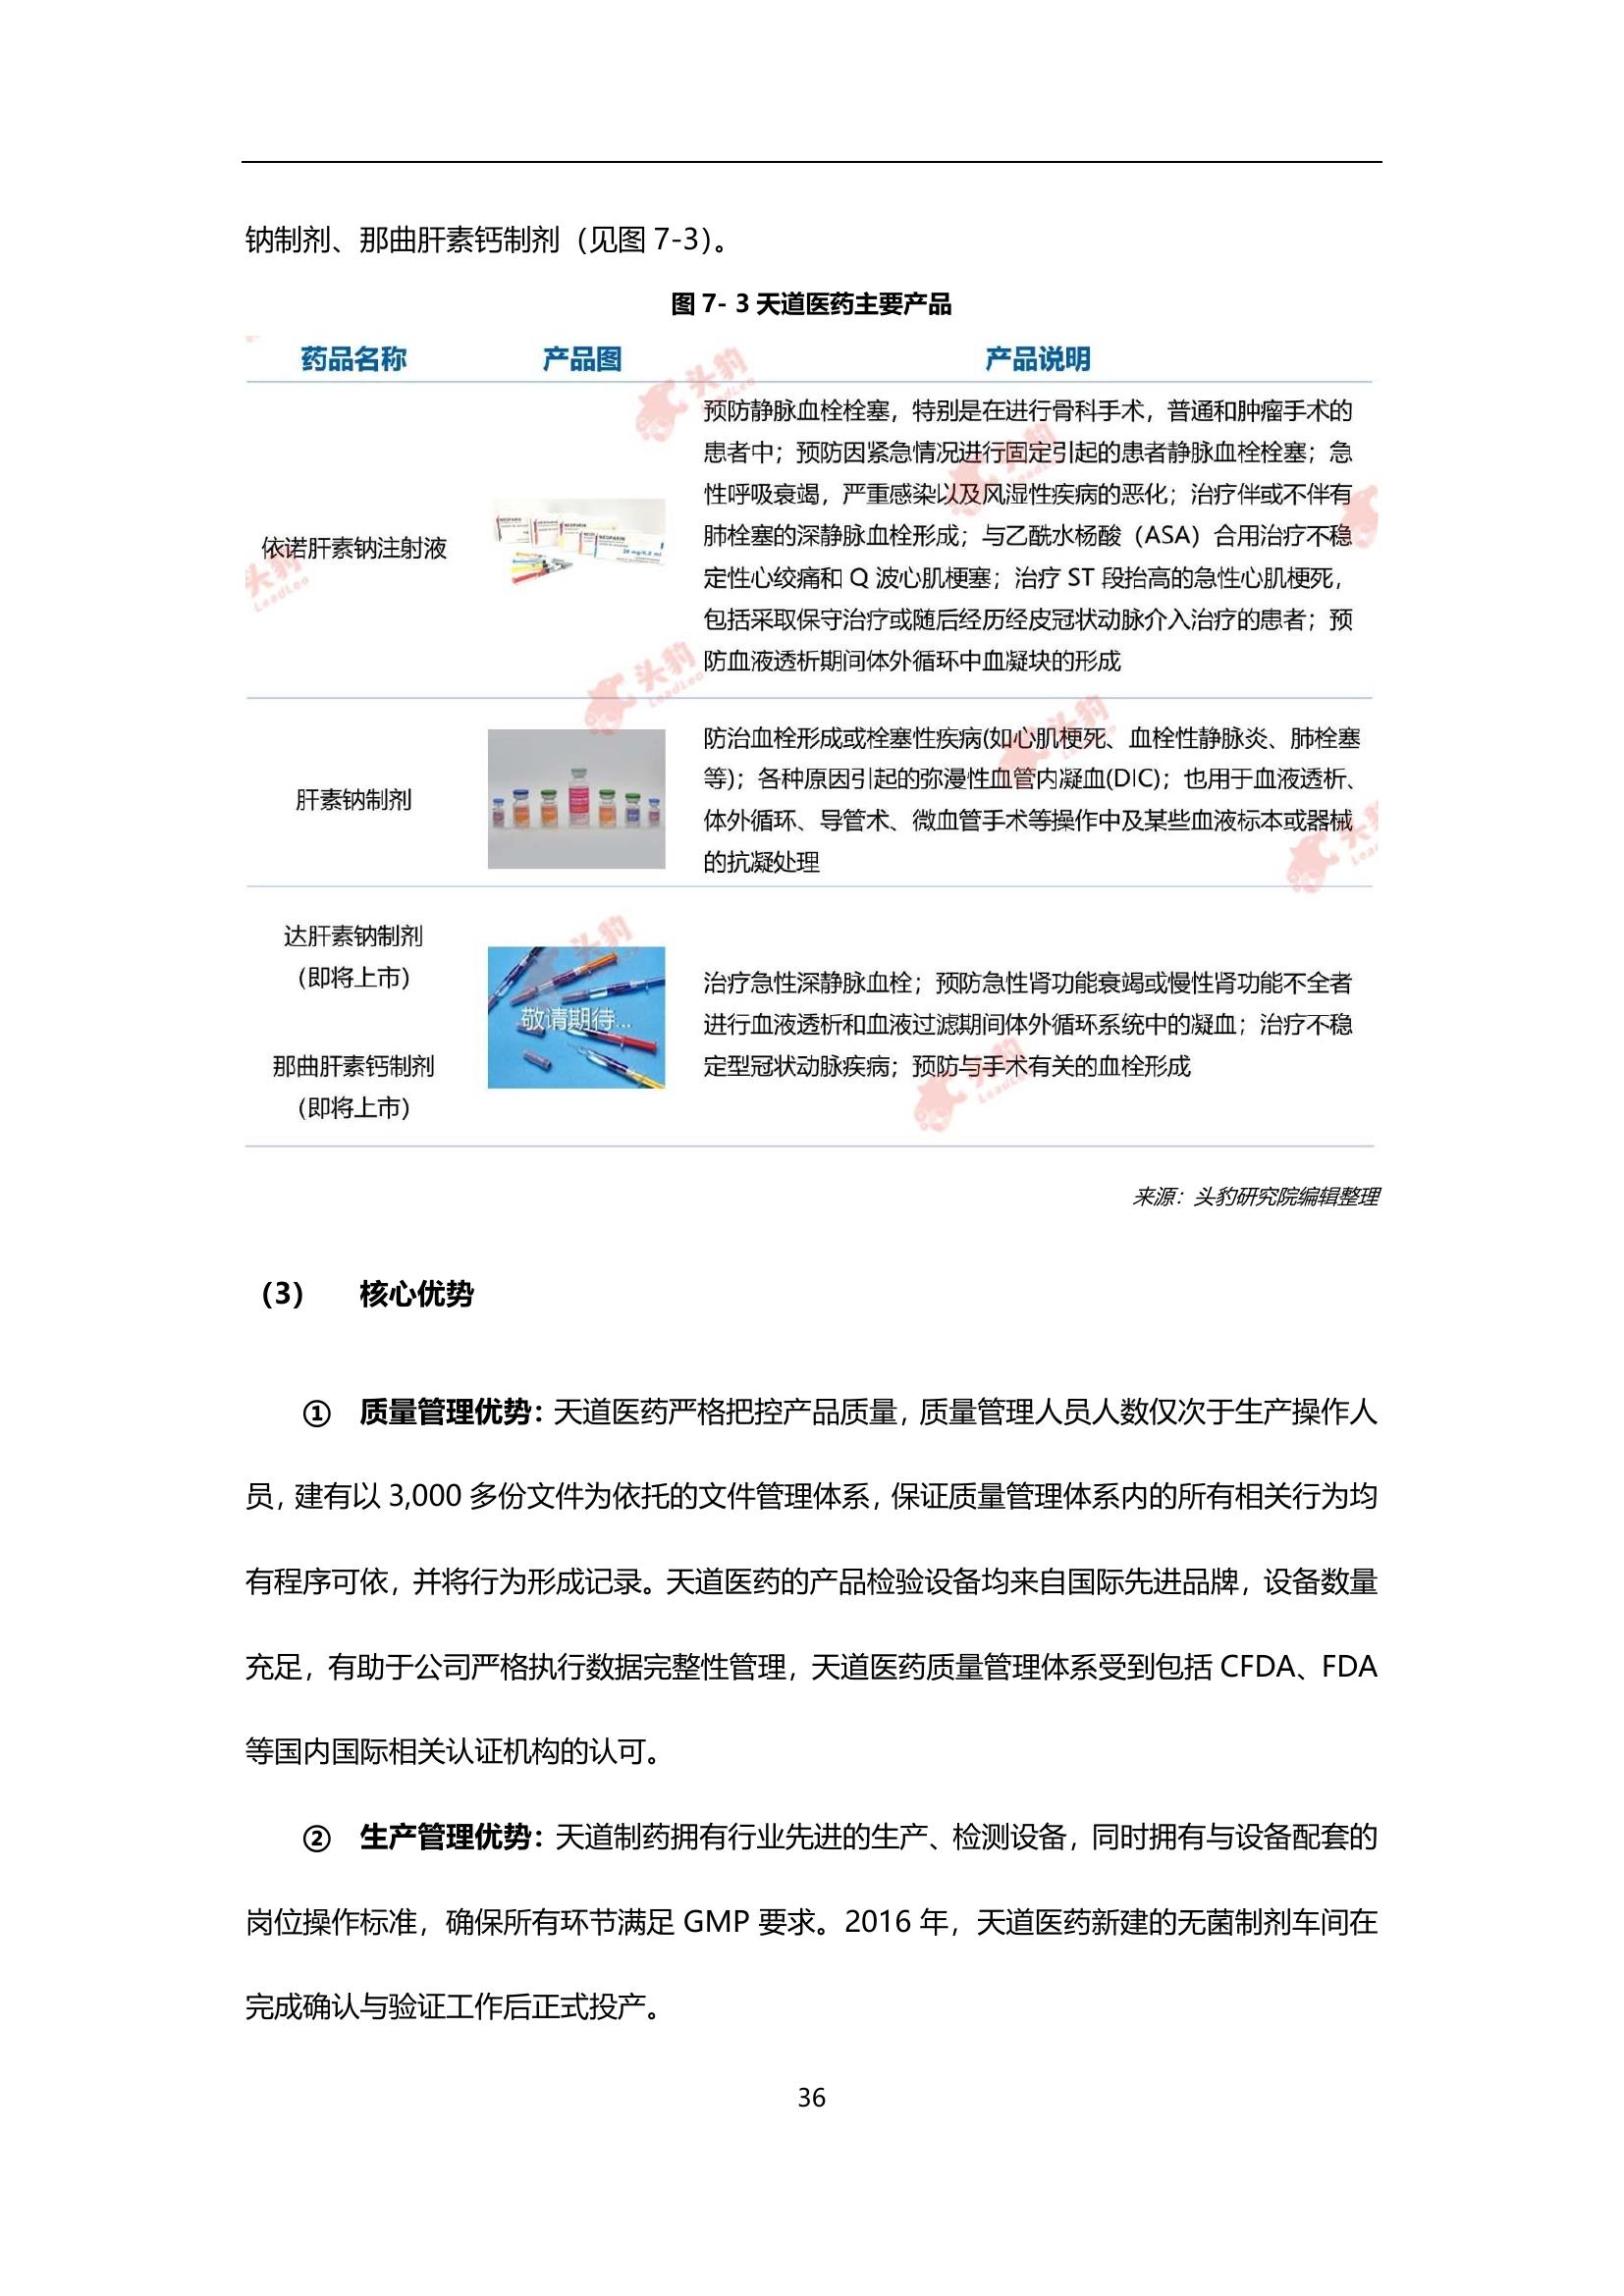 钠制剂、那曲肝素钙制剂（见图 7-3）。
图 7- 3 天道医药主要产品
药品名称 产品图 产品说明
依诺肝素钠注射液
NEOPARIN
NEOPARIN
NEOPARIN
NEOPARIN
预防静脉血栓栓塞，特别是在进行骨科手术，普通和肿瘤手术的
患者中；预防因紧急情况进行固定引起的患者静脉血栓栓塞；急
性呼吸衰竭，严重感染以及风湿性疾病的恶化；治疗伴或不伴有
肺栓塞的深静脉血栓形成；与乙酰水杨酸（ASA）合用治疗不稳
定性心绞痛和 Q 波心肌梗塞；治疗 ST 段抬高的急性心肌梗死，
包括采取保守治疗或随后经历经皮冠状动脉介入治疗的患者；预
防血液透析期间体外循环中血凝块的形成
肝素钠制剂
防治血栓形成或栓塞性疾病(如心肌梗死、血栓性静脉炎、肺栓塞
等)；各种原因引起的弥漫性血管内凝血(DIC)；也用于血液透析、
体外循环、导管术、微血管手术等操作中及某些血液标本或器械
的抗凝处理
达肝素钠制剂
（即将上市）
那曲肝素钙制剂
（即将上市）
敬请期待...
治疗急性深静脉血栓；预防急性肾功能衰竭或慢性肾功能不全者
进行血液透析和血液过滤期间体外循环系统中的凝血；治疗不稳
定型冠状动脉疾病；预防与手术有关的血栓形成
头豹
LeadLeo
来源：头豹研究院编辑整理
（3） 核心优势
① 质量管理优势：天道医药严格把控产品质量，质量管理人员人数仅次于生产操作人
员，建有以 3,000 多份文件为依托的文件管理体系，保证质量管理体系内的所有相关行为均
有程序可依，并将行为形成记录。天道医药的产品检验设备均来自国际先进品牌，设备数量
充足，有助于公司严格执行数据完整性管理，天道医药质量管理体系受到包括 CFDA、FDA
等国内国际相关认证机构的认可。
② 生产管理优势：天道制药拥有行业先进的生产、检测设备，同时拥有与设备配套的
岗位操作标准，确保所有环节满足 GMP 要求。2016 年，天道医药新建的无菌制剂车间在
完成确认与验证工作后正式投产。
36